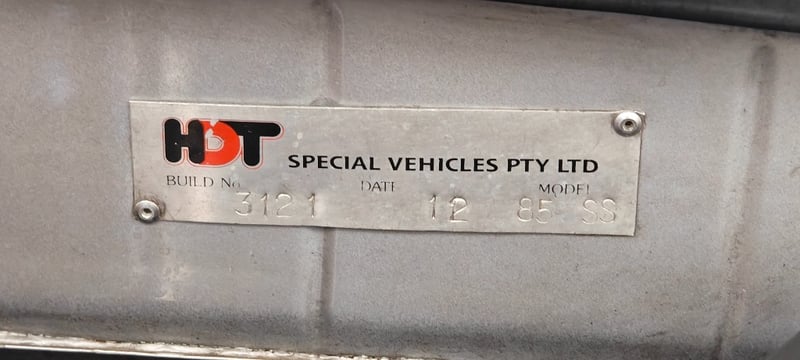 HDT SPECIAL VEHICLES PTY LTD
BUILD No. DATE MODEL
3121 12 85 SS